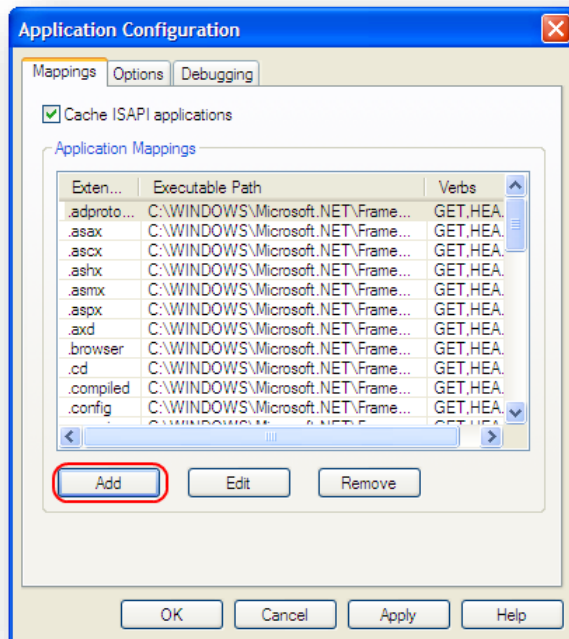 Application Configuration
Mappings Options Debugging
Cache ISAPI applications
Application Mappings
Exten... Executable Path Verbs
.adproto... C:\WINDOWS\Microsoft.NET\Frame... GET,HEA.
.asax C:\WINDOWS\Microsoft.NET\Frame... GET,HEA.
.ascx C:\WINDOWS\Microsoft.NET\Frame... GET,HEA.
.ashx C:\WINDOWS\Microsoft.NET\Frame... GET,HEA.
.asmx C:\WINDOWS\Microsoft.NET\Frame... GET,HEA.
.aspx C:\WINDOWS\Microsoft.NET\Frame... GET,HEA.
.axd C:\WINDOWS\Microsoft.NET\Frame... GET,HEA.
.browser C:\WINDOWS\Microsoft.NET\Frame... GET,HEA.
.cd C:\WINDOWS\Microsoft.NET\Frame... GET,HEA.
.compiled C:\WINDOWS\Microsoft.NET\Frame... GET,HEA.
.config C:\WINDOWS\Microsoft.NET\Frame... GET,HEA.
Add Edit Remove
OK Cancel Apply Help